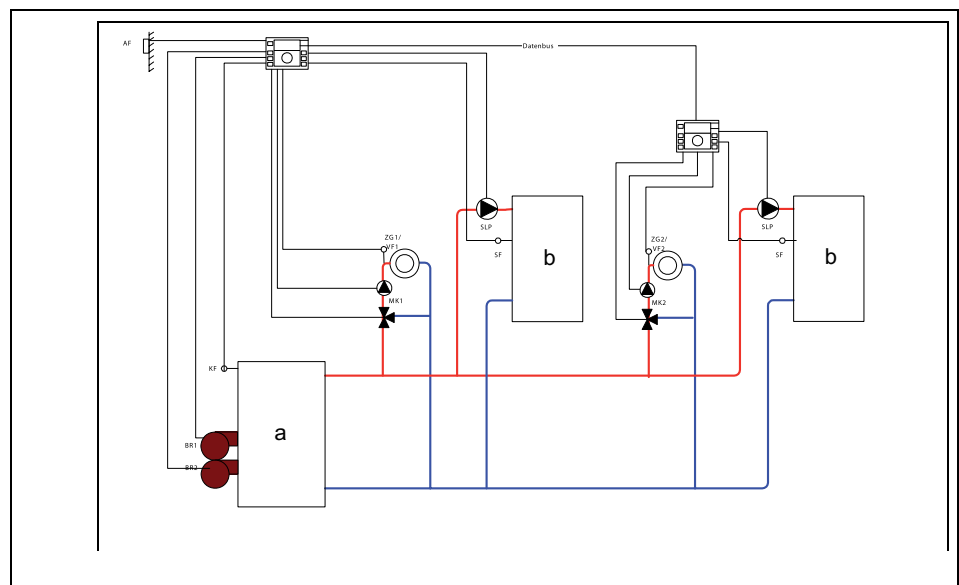 AF
Datenbus
SLP
SF
b
ZG1/
VF1
MK1
ZG2/
VF2
MK2
SLP
SF
b
KF
a
BR1
BR2